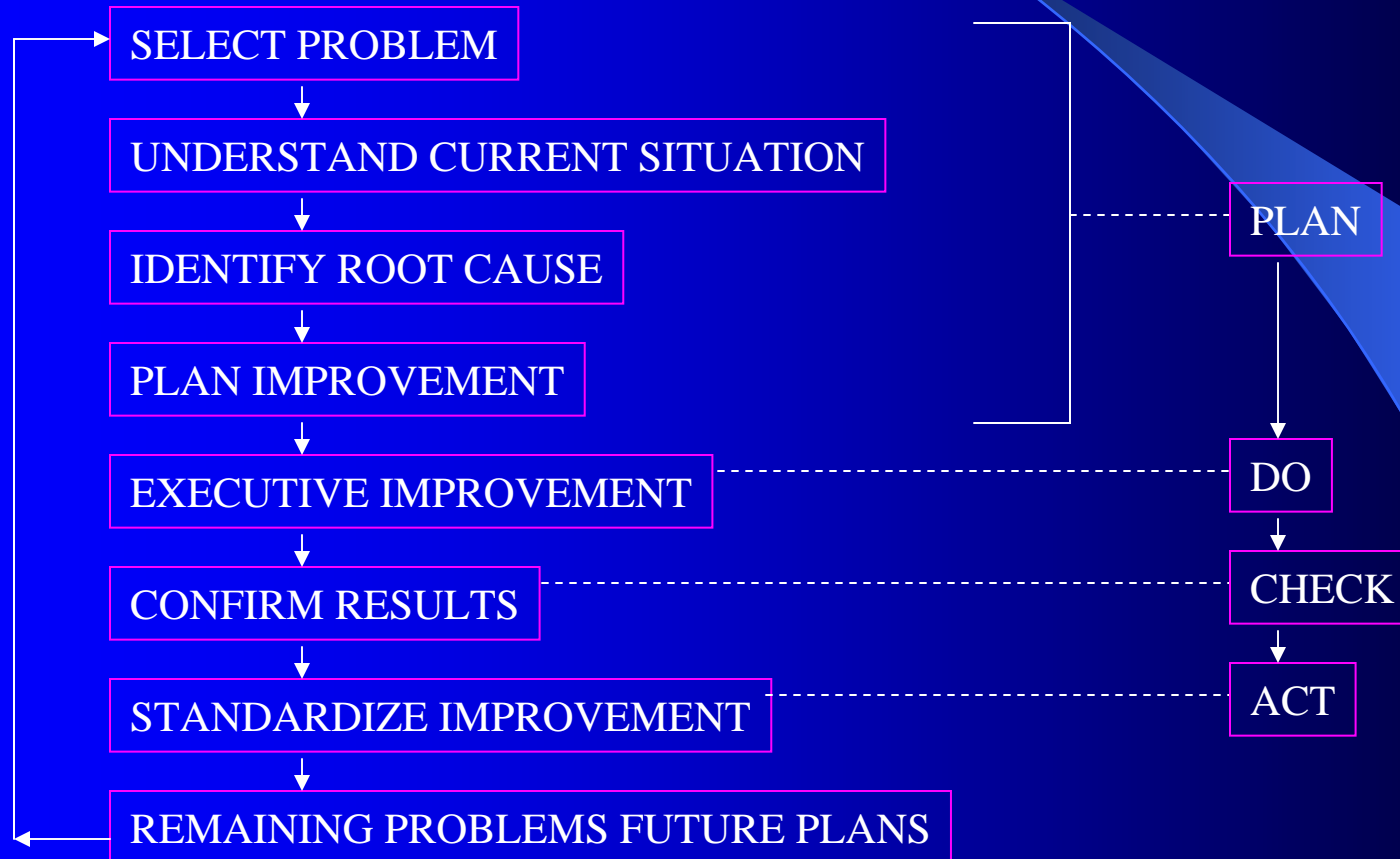 SELECT PROBLEM
UNDERSTAND CURRENT SITUATION
IDENTIFY ROOT CAUSE
PLAN IMPROVEMENT
EXECUTIVE IMPROVEMENT
CONFIRM RESULTS
STANDARDIZE IMPROVEMENT
REMAINING PROBLEMS FUTURE PLANS
PLAN
DO
CHECK
ACT